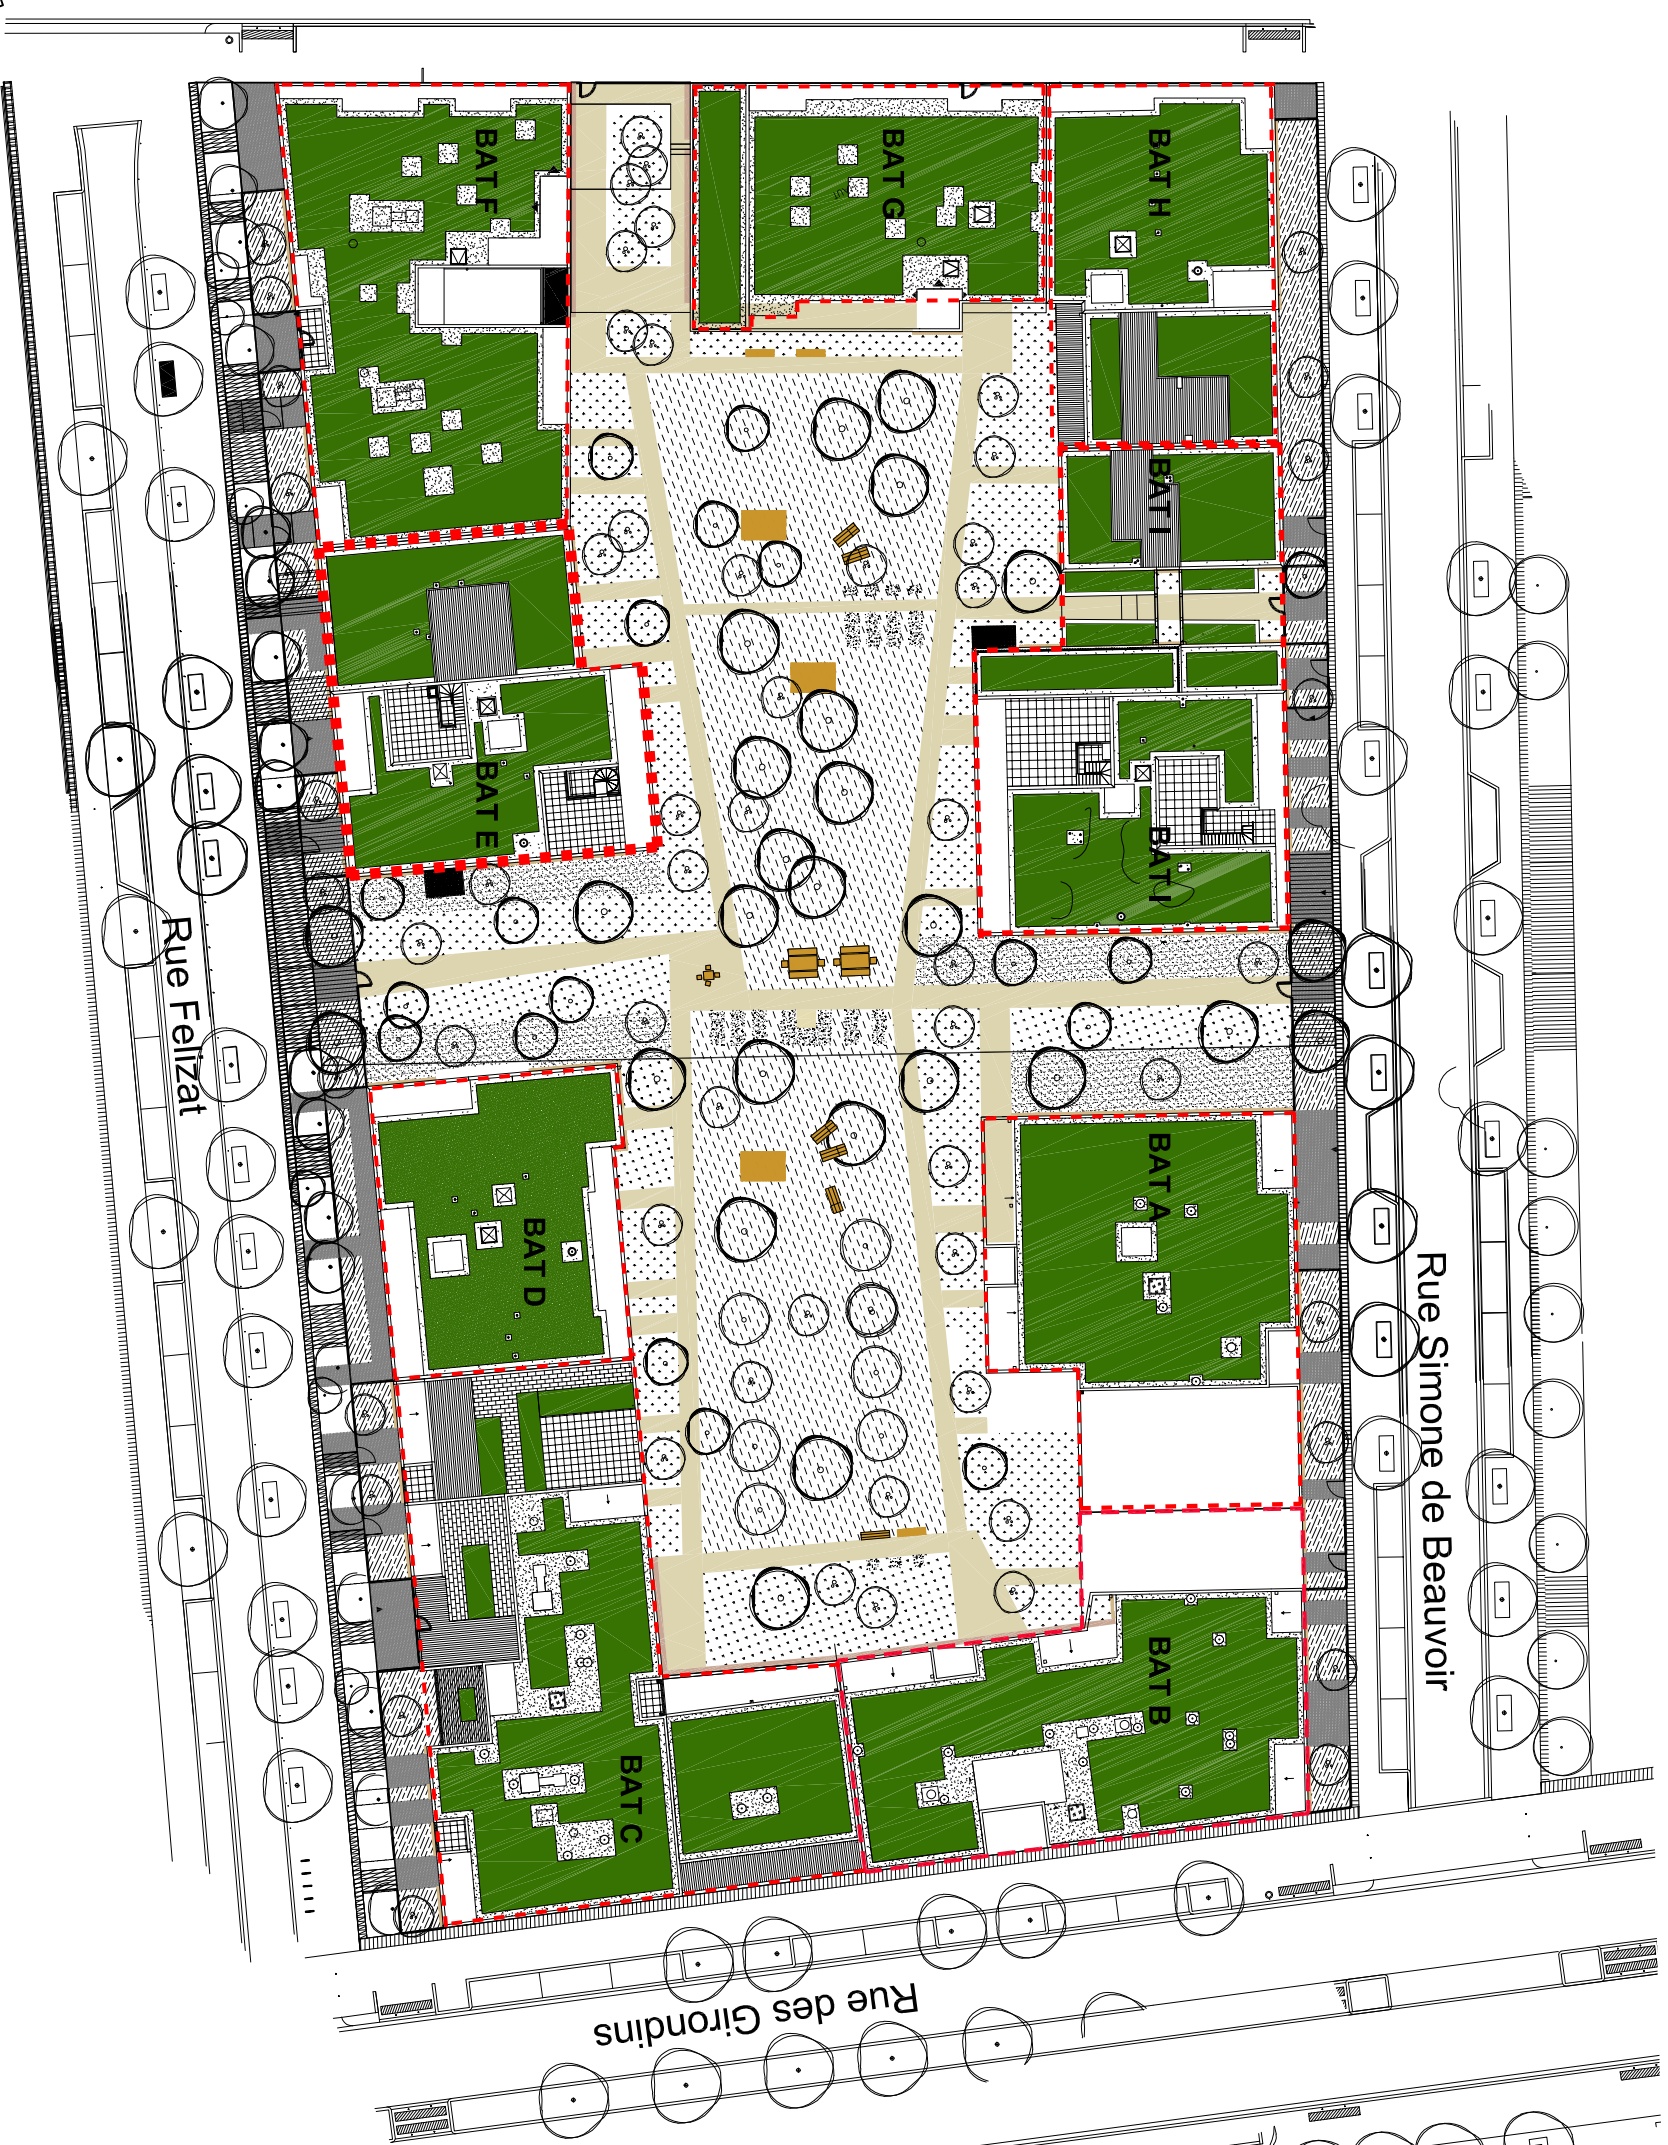 BAT F
BAT G
BAT H
BAT I
BAT E
BAT I
Rue Felizat
BAT D
BAT A
Rue Simone de Beauvoir
BAT C
BAT B
Rue des Girondins